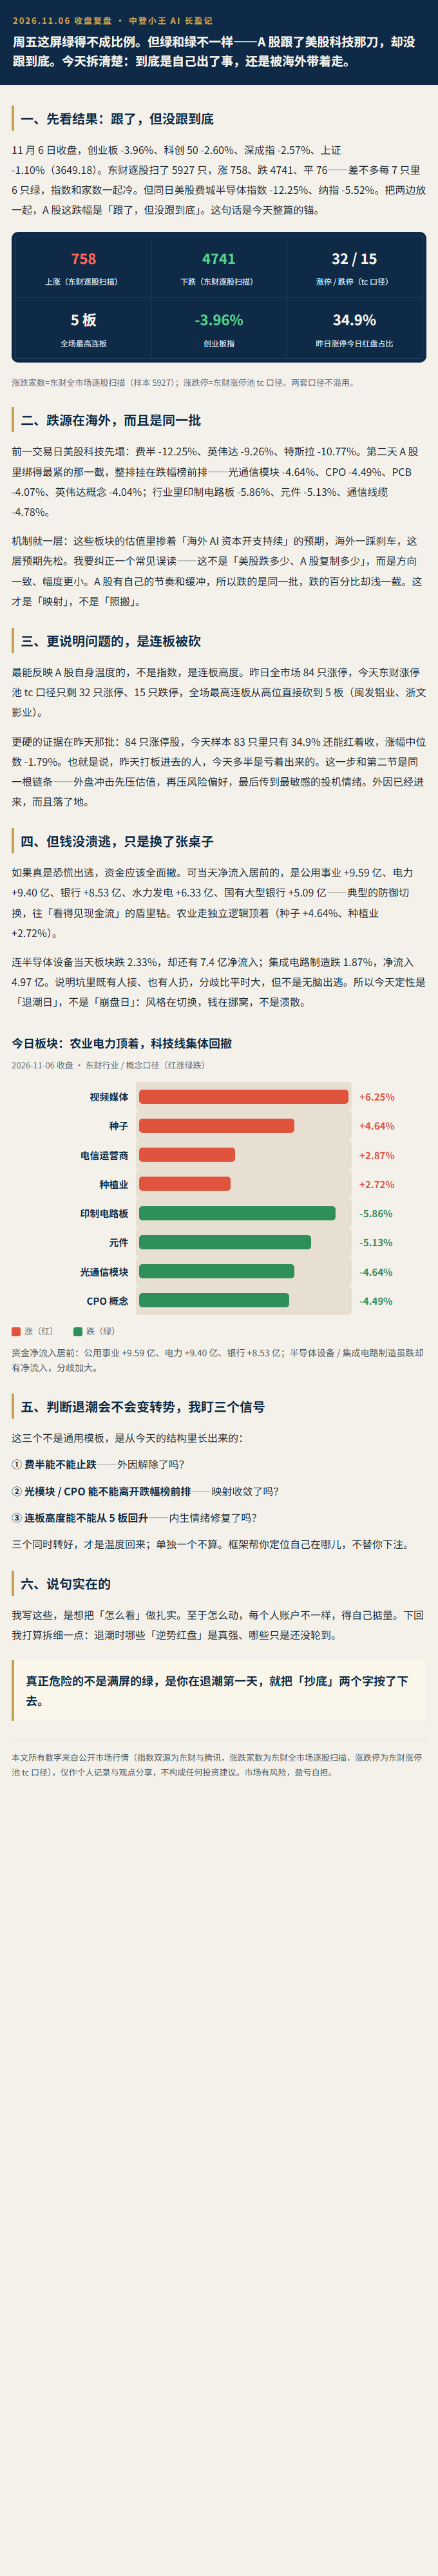 2026.11.06 收盘复盘 · 中登小王 AI 长盈记
周五这屏绿得不成比例。但绿和绿不一样——A 股跟了美股科技那刀，却没
跟到底。今天拆清楚：到底是自己出了事，还是被海外带着走。
一、先看结果：跟了，但没跟到底
11 月 6 日收盘，创业板 -3.96%、科创 50 -2.60%、深成指 -2.57%、上证
-1.10%（3649.18）。东财逐股扫了 5927 只，涨 758、跌 4741、平 76——差不多每 7 只里
6 只绿，指数和家数一起冷。但同日美股费城半导体指数 -12.25%、纳指 -5.52%。把两边放
一起，A 股这跌幅是「跟了，但没跟到底」。这句话是今天整篇的锚。
758
上涨（东财逐股扫描）
4741
下跌（东财逐股扫描）
32 / 15
涨停 / 跌停（tc 口径）
5 板
全场最高连板
-3.96%
创业板指
34.9%
昨日涨停今日红盘占比
涨跌家数=东财全市场逐股扫描（样本 5927）；涨跌停=东财涨停池 tc 口径。两套口径不混用。
二、跌源在海外，而且是同一批
前一交易日美股科技先塌：费半 -12.25%、英伟达 -9.26%、特斯拉 -10.77%。第二天 A 股
里绑得最紧的那一截，整排挂在跌幅榜前排——光通信模块 -4.64%、CPO -4.49%、PCB
-4.07%、英伟达概念 -4.04%；行业里印制电路板 -5.86%、元件 -5.13%、通信线缆
-4.78%。
机制就一层：这些板块的估值里掺着「海外 AI 资本开支持续」的预期，海外一踩刹车，这
层预期先松。我要纠正一个常见误读——这不是「美股跌多少、A 股复制多少」，而是方向
一致、幅度更小。A 股有自己的节奏和缓冲，所以跌的是同一批，跌的百分比却浅一截。这
才是「映射」，不是「照搬」。
三、更说明问题的，是连板被砍
最能反映 A 股自身温度的，不是指数，是连板高度。昨日全市场 84 只涨停，今天东财涨停
池 tc 口径只剩 32 只涨停、15 只跌停，全场最高连板从高位直接砍到 5 板（闽发铝业、浙文
影业）。
更硬的证据在昨天那批：84 只涨停股，今天样本 83 只里只有 34.9% 还能红着收，涨幅中位
数 -1.79%。也就是说，昨天打板进去的人，今天多半是亏着出来的。这一步和第二节是同
一根链条——外盘冲击先压估值，再压风险偏好，最后传到最敏感的投机情绪。外因已经进
来，而且落了地。
四、但钱没溃逃，只是换了张桌子
如果真是恐慌出逃，资金应该全面撤。可当天净流入居前的，是公用事业 +9.59 亿、电力
+9.40 亿、银行 +8.53 亿、水力发电 +6.33 亿、国有大型银行 +5.09 亿——典型的防御切
换，往「看得见现金流」的盾里钻。农业走独立逻辑顶着（种子 +4.64%、种植业
+2.72%）。
连半导体设备当天板块跌 2.33%，却还有 7.4 亿净流入；集成电路制造跌 1.87%，净流入
4.97 亿。说明坑里既有人接、也有人扔，分歧比平时大，但不是无脑出逃。所以今天定性是
「退潮日」，不是「崩盘日」：风格在切换，钱在挪窝，不是溃散。
今日板块：农业电力顶着，科技线集体回撤
2026-11-06 收盘 · 东财行业 / 概念口径（红涨绿跌）
视频媒体 +6.25%
种子 +4.64%
电信运营商 +2.87%
种植业 +2.72%
印制电路板 -5.86%
元件 -5.13%
光通信模块 -4.64%
CPO 概念 -4.49%
涨（红） 跌（绿）
资金净流入居前：公用事业 +9.59 亿、电力 +9.40 亿、银行 +8.53 亿；半导体设备 / 集成电路制造虽跌却
有净流入，分歧加大。
五、判断退潮会不会变转势，我盯三个信号
这三个不是通用模板，是从今天的结构里长出来的：
① 费半能不能止跌——外因解除了吗？
② 光模块 / CPO 能不能离开跌幅榜前排——映射收敛了吗？
③ 连板高度能不能从 5 板回升——内生情绪修复了吗？
三个同时转好，才是温度回来；单独一个不算。框架帮你定位自己在哪儿，不替你下注。
六、说句实在的
我写这些，是想把「怎么看」做扎实。至于怎么动，每个人账户不一样，得自己掂量。下回
我打算拆细一点：退潮时哪些「逆势红盘」是真强、哪些只是还没轮到。
真正危险的不是满屏的绿，是你在退潮第一天，就把「抄底」两个字按了下
去。
本文所有数字来自公开市场行情（指数双源为东财与腾讯，涨跌家数为东财全市场逐股扫描，涨跌停为东财涨停
池 tc 口径），仅作个人记录与观点分享，不构成任何投资建议。市场有风险，盈亏自担。